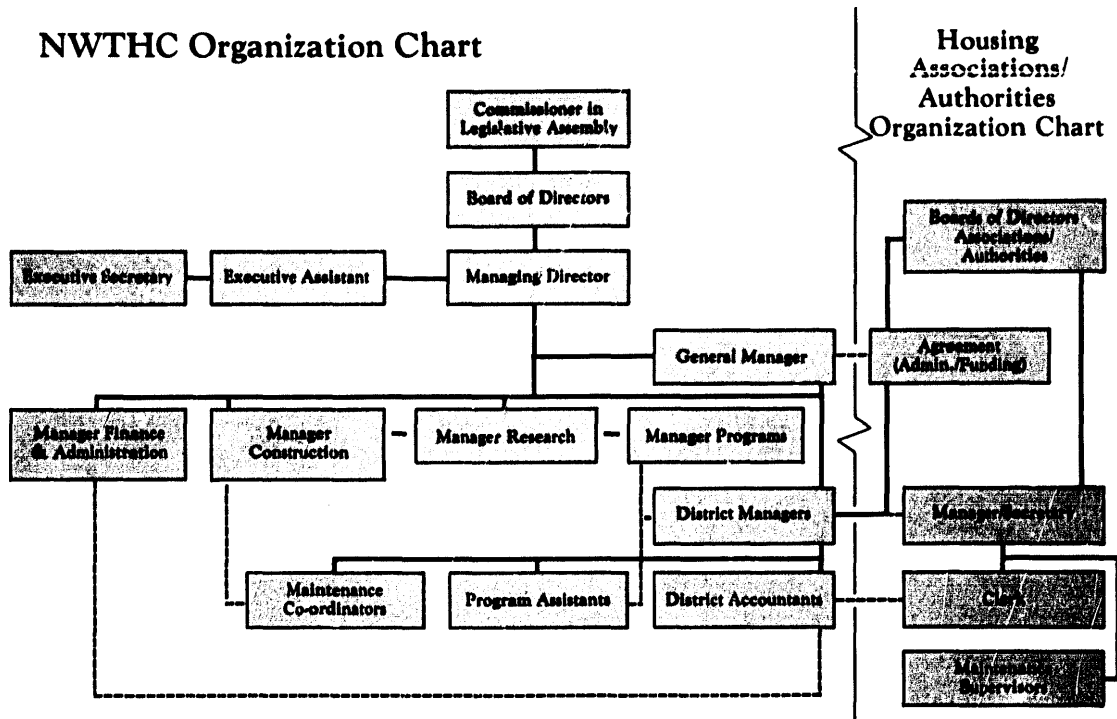 NWTHC Organization Chart
Housing
Associations/
Authorities
Organization Chart
Commissioner in
Legislative Assembly
Board of Directors
Executive Secretary
Executive Assistant
Managing Director
Boards of Directors
Associations/
Authorities
General Manager
Agreement
(Admin./Funding)
Manager Finance
& Administration
Manager
Construction
Manager Research
Manager Programs
District Managers
Manager/Secretary
Maintenance
Co-ordinators
Program Assistants
District Accountants
Clerk
Maintenance
Supervisors